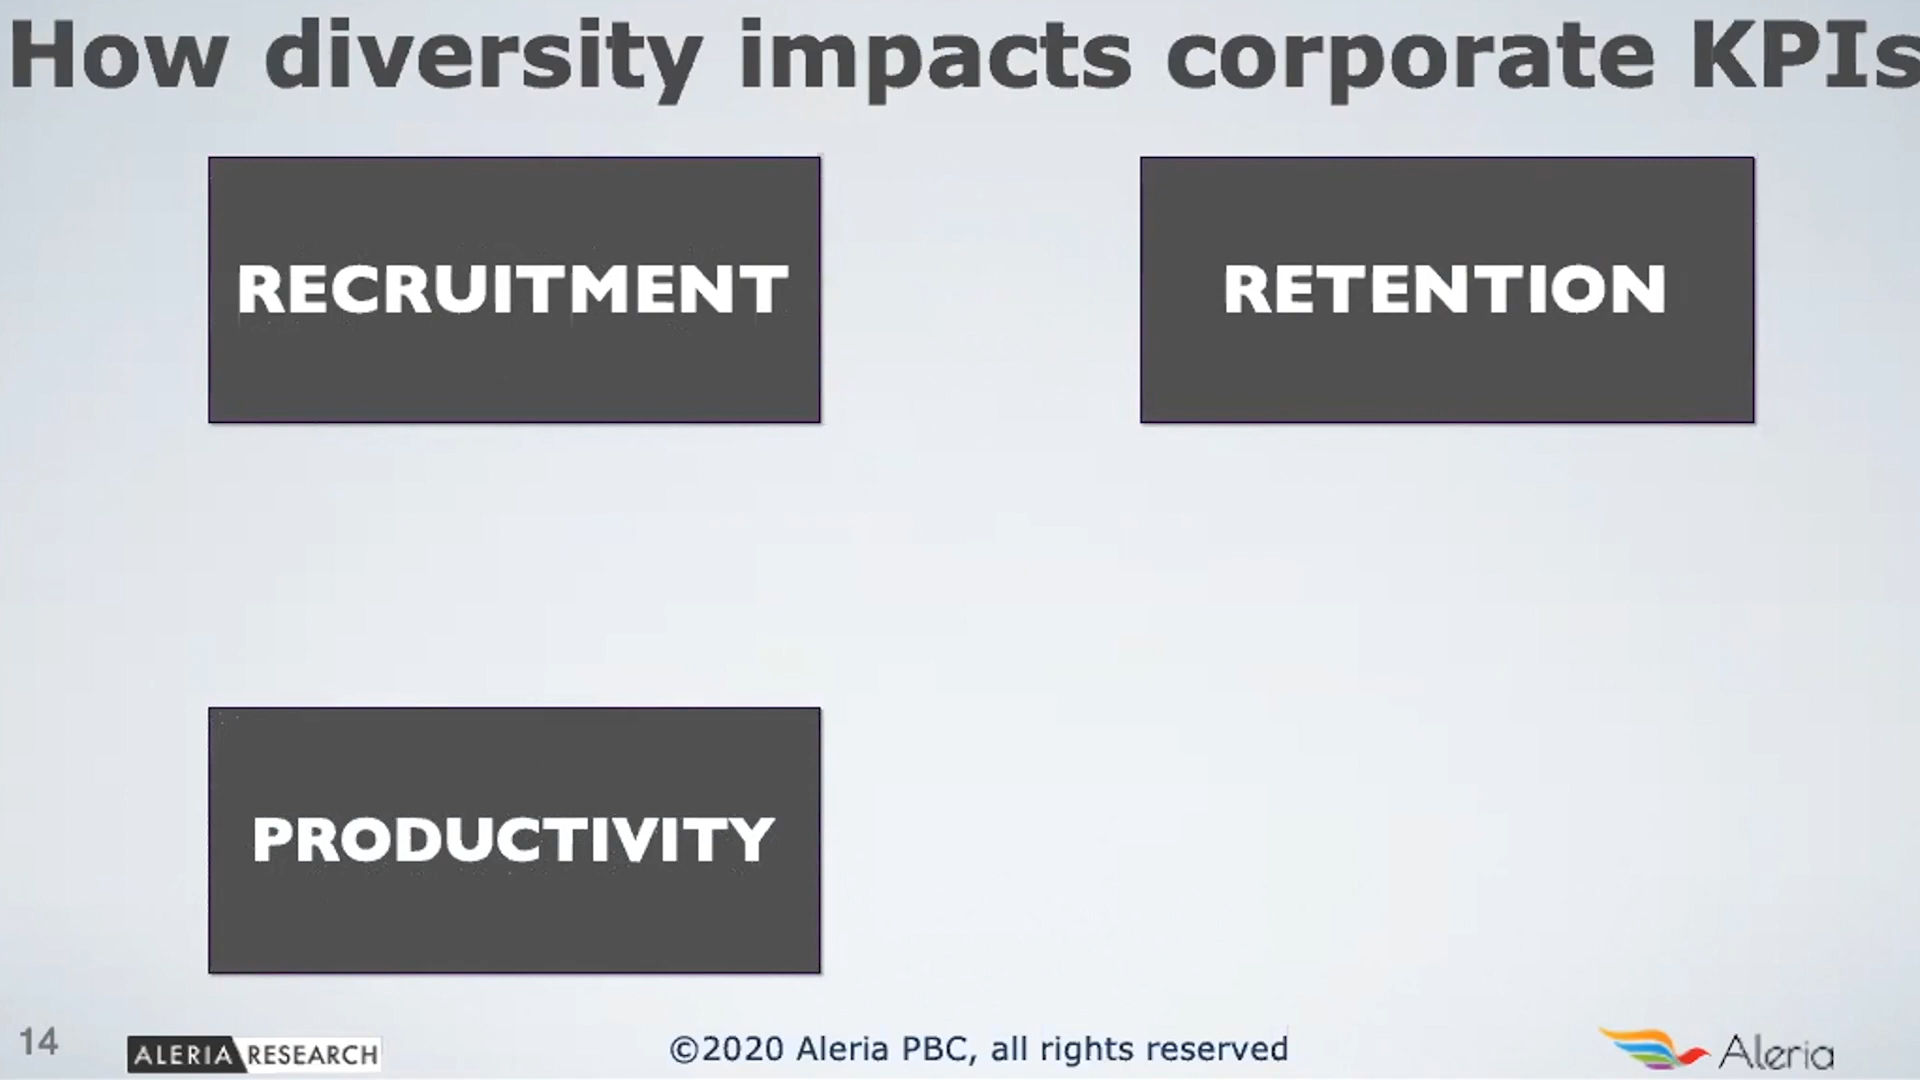 How diversity impacts corporate KPIs
RECRUITMENT
RETENTION
PRODUCTIVITY
14
ALERIA RESEARCH
©2020 Aleria PBC, all rights reserved
Aleria